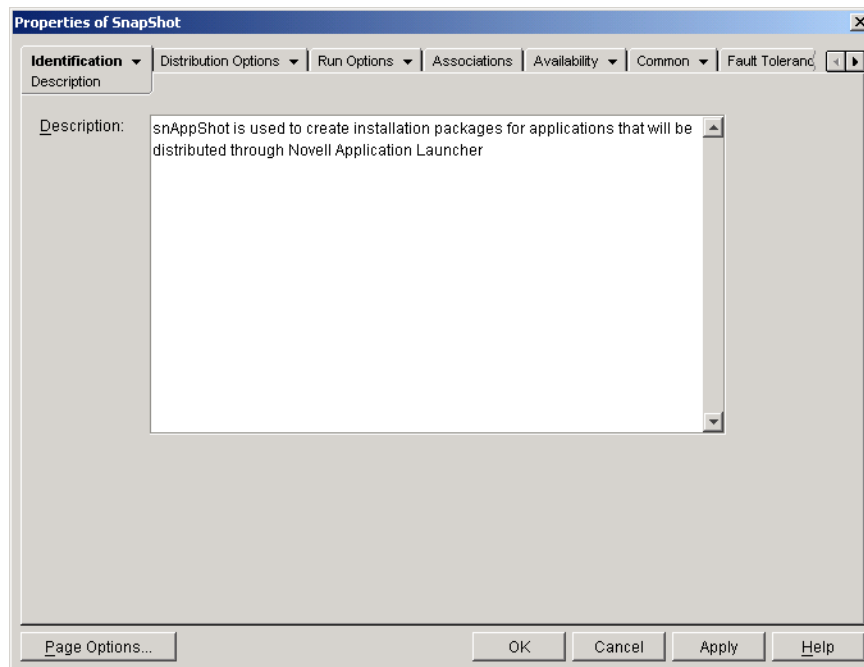 Properties of SnapShot
Identification Distribution Options Run Options Associations Availability Common Fault Toleranc
Description
Description: snAppShot is used to create installation packages for applications that will be
distributed through Novell Application Launcher
Page Options... OK Cancel Apply Help